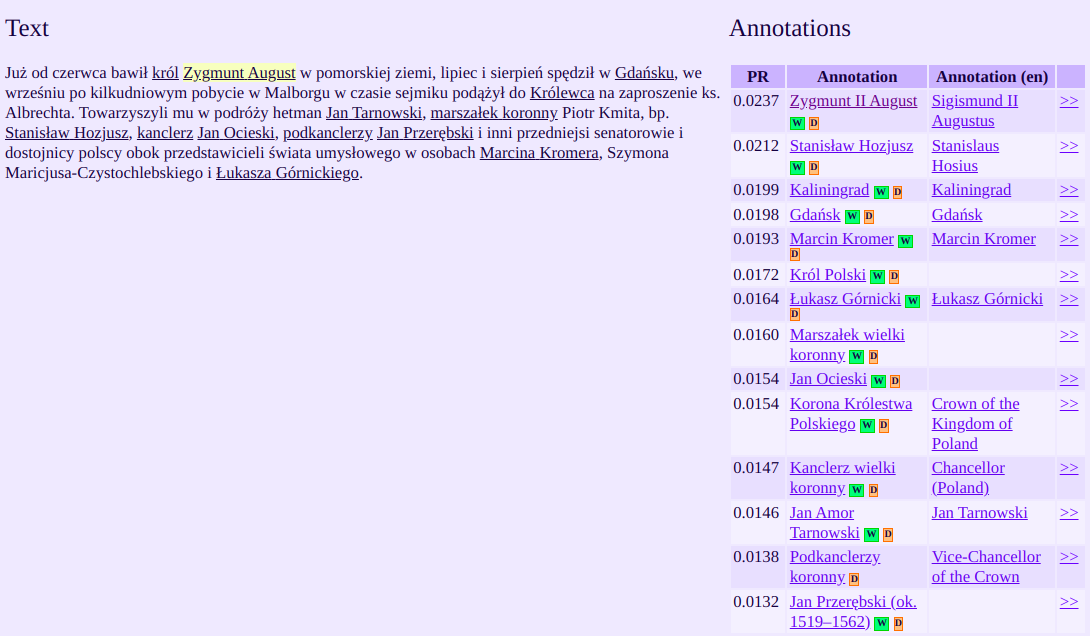 Text
Już od czerwca bawił król Zygmunt August w pomorskiej ziemi, lipiec i sierpień spędził w Gdańsku, we
wrześniu po kilkudniowym pobycie w Malborgu w czasie sejmiku podążył do Królewca na zaproszenie ks.
Albrechta. Towarzyszyli mu w podróży hetman Jan Tarnowski, marszałek koronny Piotr Kmita, bp.
Stanisław Hozjusz, kanclerz Jan Ocieski, podkanclerzy Jan Przerębski i inni przedniejsi senatorowie i
dostojnicy polscy obok przedstawicieli świata umysłowego w osobach Marcina Kromera, Szymona
Maricjusa-Czystochlebskiego i Łukasza Górnickiego.
Annotations
PR Annotation Annotation (en)
0.0237 Zygmunt II August Sigismund II >>
W D Augustus
0.0212 Stanisław Hozjusz Stanislaus >>
W D Hosius
0.0199 Kaliningrad W D Kaliningrad >>
0.0198 Gdańsk W D Gdańsk >>
0.0193 Marcin Kromer W Marcin Kromer >>
D
0.0172 Król Polski W D >>
0.0164 Łukasz Górnicki W Łukasz Górnicki >>
D
0.0160 Marszałek wielki >>
koronny W D
0.0154 Jan Ocieski W D >>
0.0154 Korona Królestwa Crown of the >>
Polskiego W D Kingdom of
Poland
0.0147 Kanclerz wielki Chancellor >>
koronny W D (Poland)
0.0146 Jan Amor Jan Tarnowski >>
Tarnowski W D
0.0138 Podkanclerzy Vice-Chancellor >>
koronny D of the Crown
0.0132 Jan Przerębski (ok. >>
1519–1562) W D